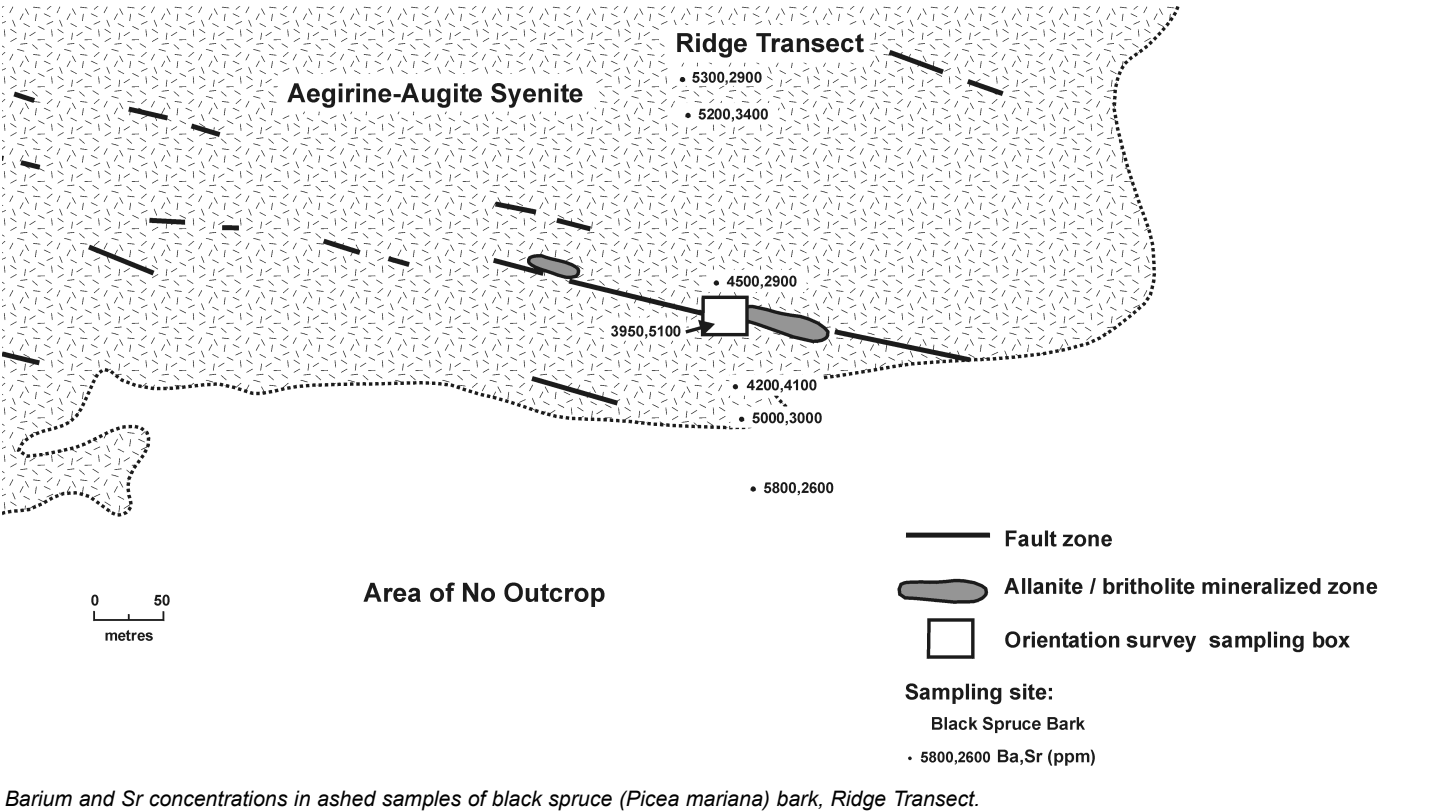 Ridge Transect
5300,2900
Aegirine-Augite Syenite
5200,3400
4500,2900
3950,5100
4200,4100
5000,3000
5800,2600
Fault zone
Allanite / britholite mineralized zone
Area of No Outcrop
0 50
metres
Orientation survey sampling box
Sampling site:
Black Spruce Bark
5800,2600 Ba,Sr (ppm)
Barium and Sr concentrations in ashed samples of black spruce (Picea mariana) bark, Ridge Transect.